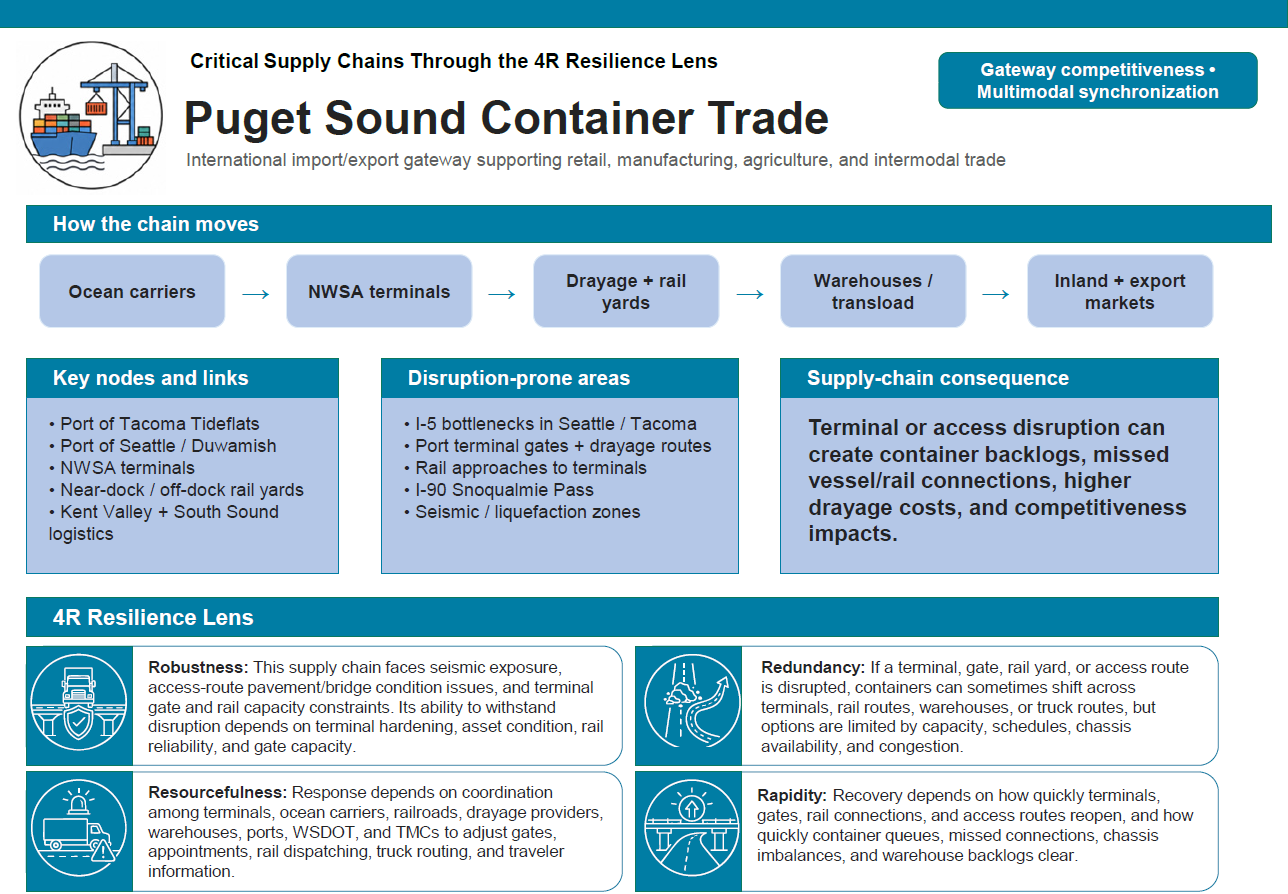 Critical Supply Chains Through the 4R Resilience Lens
Gateway competitiveness •
Multimodal synchronization
Puget Sound Container Trade
International import/export gateway supporting retail, manufacturing, agriculture, and intermodal trade
How the chain moves
Ocean carriers
→
NWSA terminals
→
Drayage + rail
yards
→
Warehouses /
transload
→
Inland + export
markets
Key nodes and links
• Port of Tacoma Tideflats
• Port of Seattle / Duwamish
• NWSA terminals
• Near-dock / off-dock rail yards
• Kent Valley + South Sound
logistics
Disruption-prone areas
• I-5 bottlenecks in Seattle / Tacoma
• Port terminal gates + drayage routes
• Rail approaches to terminals
• I-90 Snoqualmie Pass
• Seismic / liquefaction zones
Supply-chain consequence
Terminal or access disruption can
create container backlogs, missed
vessel/rail connections, higher
drayage costs, and competitiveness
impacts.
4R Resilience Lens
Robustness: This supply chain faces seismic exposure,
access-route pavement/bridge condition issues, and terminal
gate and rail capacity constraints. Its ability to withstand
disruption depends on terminal hardening, asset condition, rail
reliability, and gate capacity.
Redundancy: If a terminal, gate, rail yard, or access route
is disrupted, containers can sometimes shift across
terminals, rail routes, warehouses, or truck routes, but
options are limited by capacity, schedules, chassis
availability, and congestion.
Resourcefulness: Response depends on coordination
among terminals, ocean carriers, railroads, drayage providers,
warehouses, ports, WSDOT, and TMCs to adjust gates,
appointments, rail dispatching, truck routing, and traveler
information.
Rapidity: Recovery depends on how quickly terminals,
gates, rail connections, and access routes reopen, and how
quickly container queues, missed connections, chassis
imbalances, and warehouse backlogs clear.